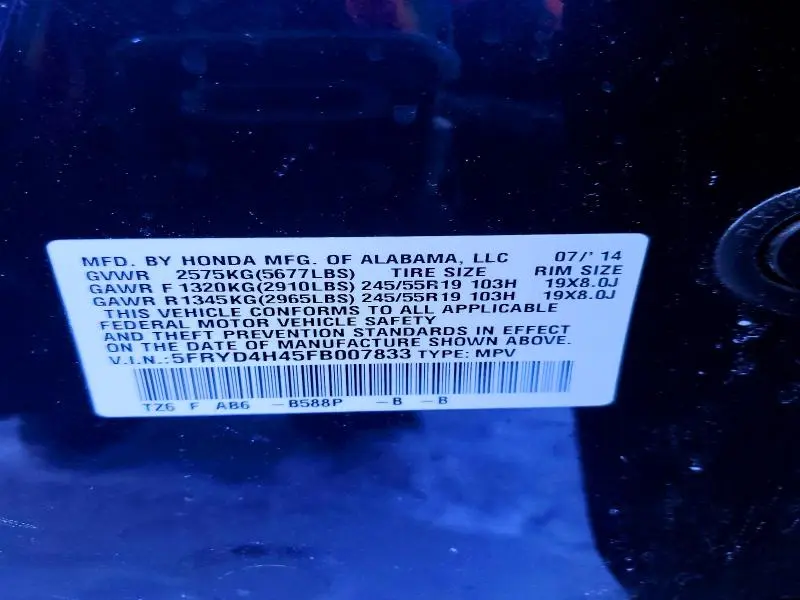 MFD. BY HONDA MFG. OF ALABAMA, LLC 07/' 14
GVWR 2575KG(5677LBS) TIRE SIZE RIM SIZE
GAWR F 1320KG(2910LBS) 245/55R19 103H 19X8.0J
GAWR R1345KG(2965LBS) 245/55R19 103H 19X8.0J
THIS VEHICLE CONFORMS TO ALL APPLICABLE
FEDERAL MOTOR VEHICLE SAFETY
AND THEFT PREVENTION STANDARDS IN EFFECT
ON THE DATE OF MANUFACTURE SHOWN ABOVE.
V.I.N.:5FRYD4H45FB007833 TYPE: MPV
TZ6 F AB6 -B588P -B -B